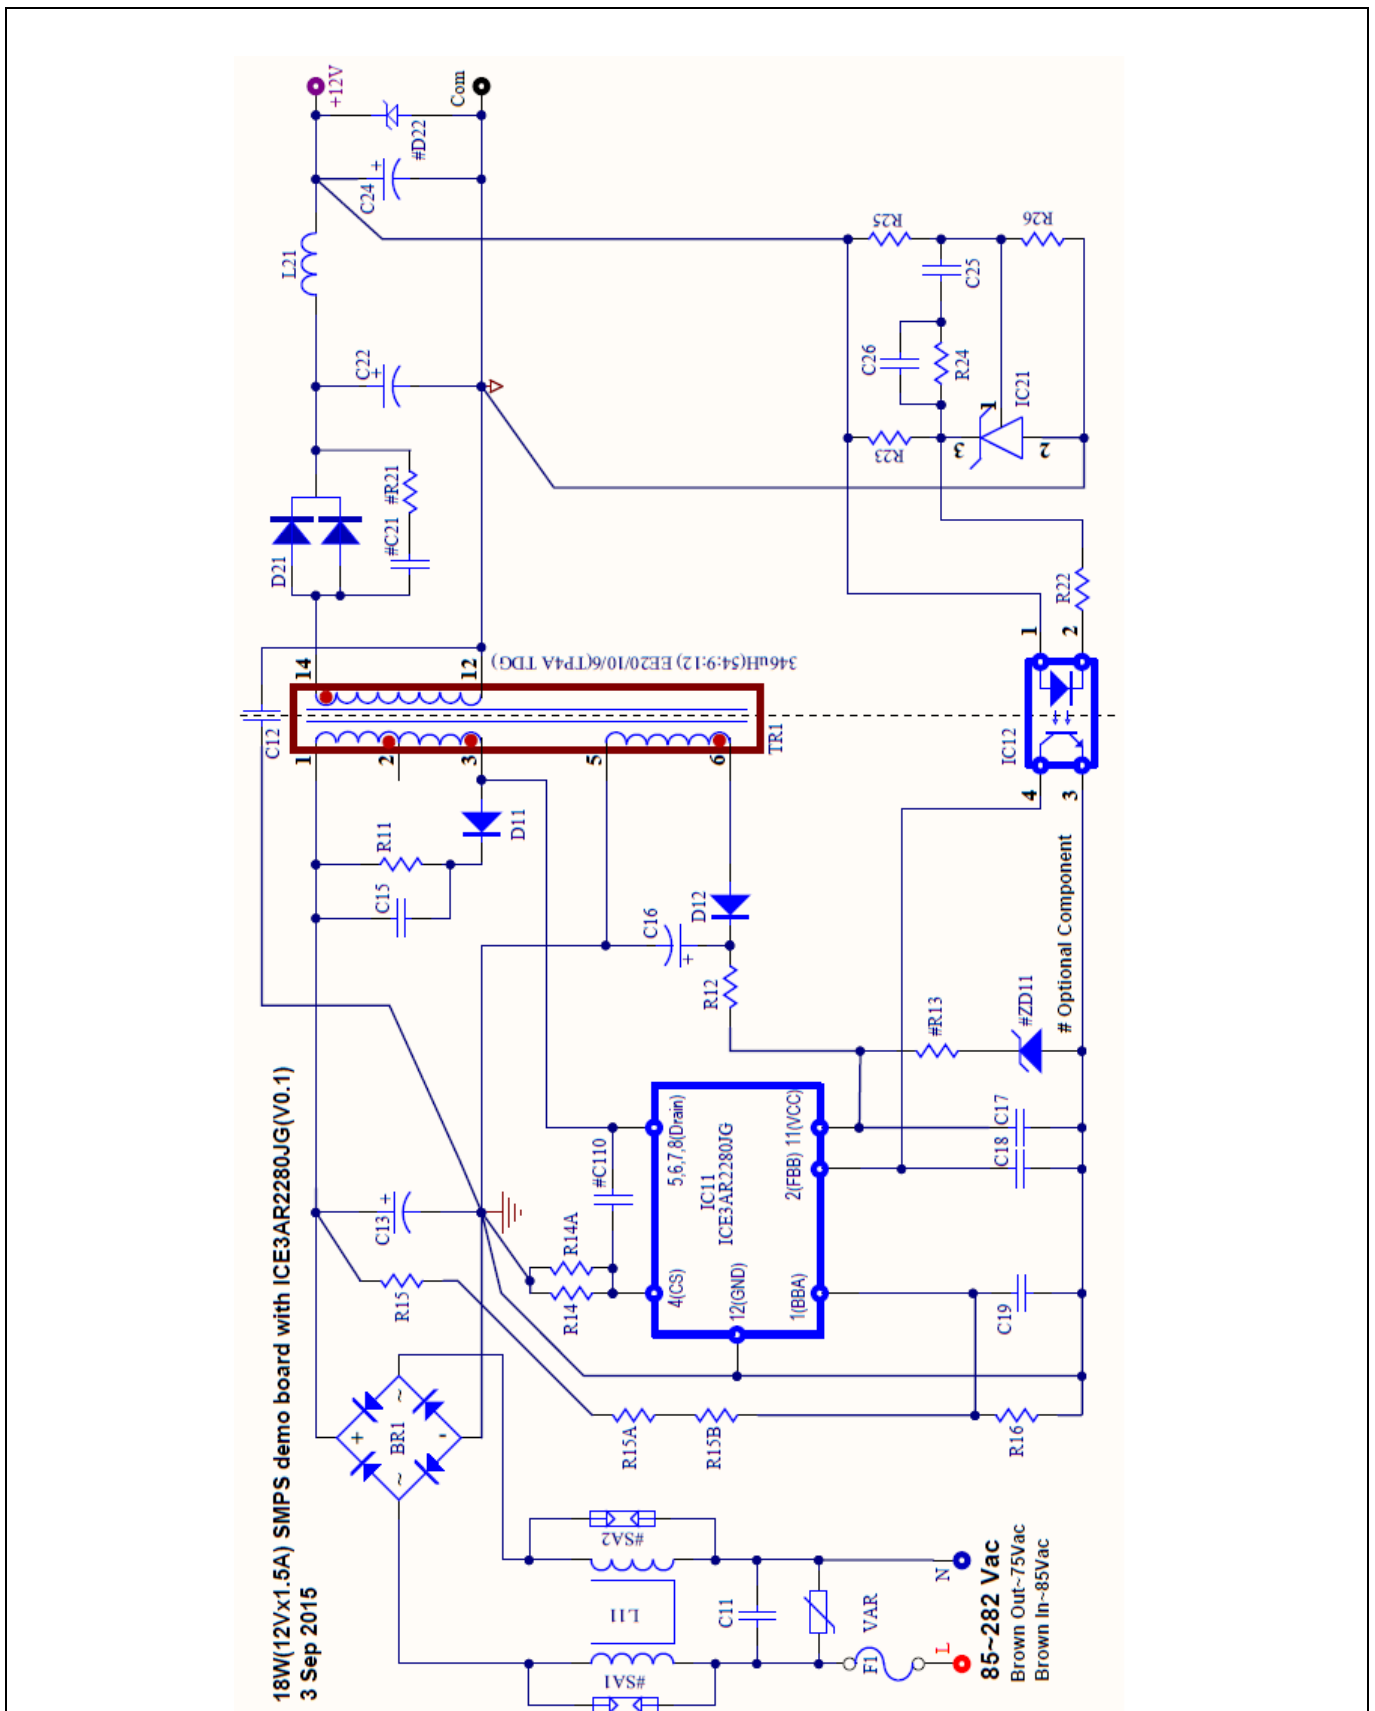 18W(12Vx1.5A) SMPS demo board with ICE3AR2280JG(V0.1)
3 Sep 2015
85~282 Vac
Brown Out~75Vac
Brown In~85Vac
L
N
F1
VAR
C11
L11
#SA1
#SA2
BR1
+
-
~
~
R15
R15A
R15B
R16
C13
+
R14
R14A
#C110
4(CS)
5,6,7,8(Drain)
IC11
ICE3AR2280JG
12(GND)
1(BBA)
2(FBB)
11(VCC)
C19
C18
C17
#R13
#ZD11
# Optional Component
R12
C16
+
D12
C15
R11
D11
C12
1
2
3
5
6
14
12
TR1
346uH(54:9:12) EE20/10/6(TP4A TDG)
IC12
4
3
1
2
D21
#C21
#R21
C22
+
L21
C24
+
#D22
+12V
Com
R22
R23
C26
R24
C25
R25
R26
IC21
1
2
3